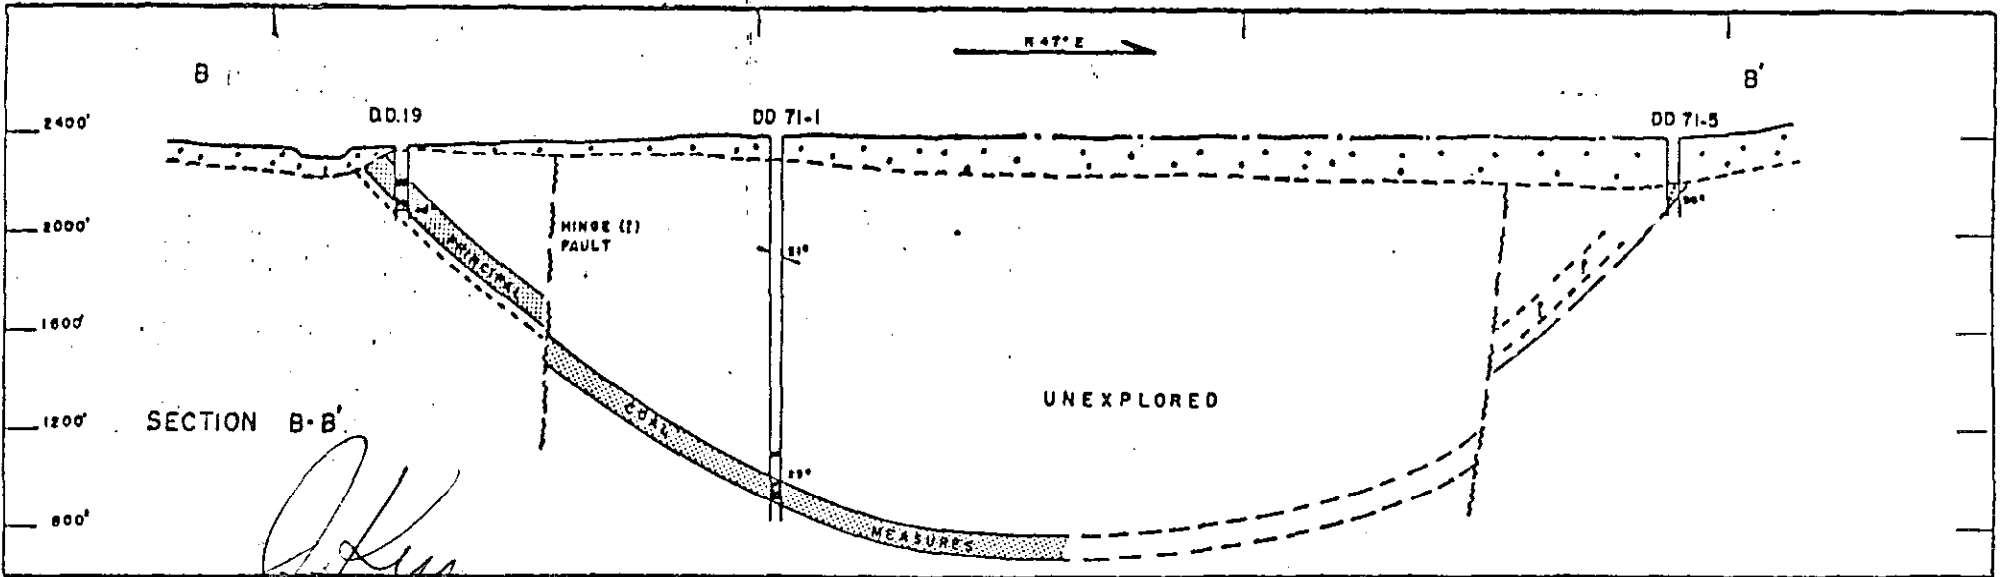 N 47° E
B
B'
D.D.19
DD 71-1
DD 71-5
2400'
2000'
1600'
1200'
800'
HINGE (?)
FAULT
PRINCIPAL
COAL
MEASURES
UNEXPLORED
SECTION B-B'
?
?